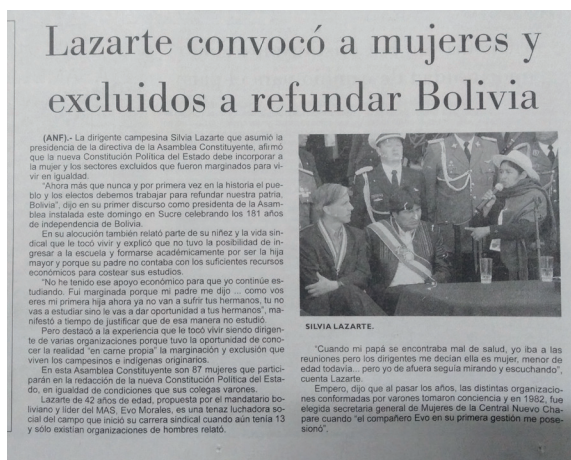 Lazarte convocó a mujeres y
excluidos a refundar Bolivia
(ANF).- La dirigente campesina Silvia Lazarte que asumió la
presidencia de la directiva de la Asamblea Constituyente, afirmó
que la nueva Constitución Política del Estado debe incorporar a
la mujer y los sectores excluidos que fueron marginados para vi-
vir en igualdad.
"Ahora más que nunca y por primera vez en la historia el pue-
blo y los electos debemos trabajar para refundar nuestra patria,
Bolivia", dijo en su primer discurso como presidenta de la Asam-
blea instalada este domingo en Sucre celebrando los 181 años
de independencia de Bolivia.
En su alocución también relató parte de su niñez y la vida sin-
dical que le tocó vivir y explicó que no tuvo la posibilidad de in-
gresar a la escuela y formarse académicamente por ser la hija
mayor y porque su padre no contaba con los suficientes recursos
económicos para costear sus estudios.
"No he tenido ese apoyo económico para que yo continúe es-
tudiando. Fui marginada porque mi padre me dijo ... como vos
eres mi primera hija ahora ya no van a sufrir tus hermanos, tu no
vas a estudiar sino le vas a dar oportunidad a tus hermanos", ma-
nifestó a tiempo de justificar que de esa manera no estudió.
Pero destacó a la experiencia que le tocó vivir siendo dirigen-
te de varias organizaciones porque tuvo la oportunidad de cono-
cer la realidad "en carne propia" la marginación y exclusión que
viven los campesinos e indígenas originarios.
En esta Asamblea Constituyente son 87 mujeres que partici-
parán en la redacción de la nueva Constitución Política del Esta-
do, en igualdad de condiciones que sus colegas varones.
Lazarte de 42 años de edad, propuesta por el mandatario bo-
liviano y líder del MAS, Evo Morales, es una tenaz luchadora so-
cial del campo que inició su carrera sindical cuando aún tenía 13
y sólo existían organizaciones de hombres relató.
SILVIA LAZARTE.
"Cuando mi papá se encontraba mal de salud, yo iba a las
reuniones pero los dirigentes me decían ella es mujer, menor de
edad todavía... pero yo de afuera seguía mirando y escuchando",
cuenta Lazarte.
Empero, dijo que al pasar los años, las distintas organizacio-
nes conformadas por varones tomaron conciencia y en 1982, fue
elegida secretaria general de Mujeres de la Central Nuevo Cha-
pare cuando "el compañero Evo en su primera gestión me pose-
sionó".